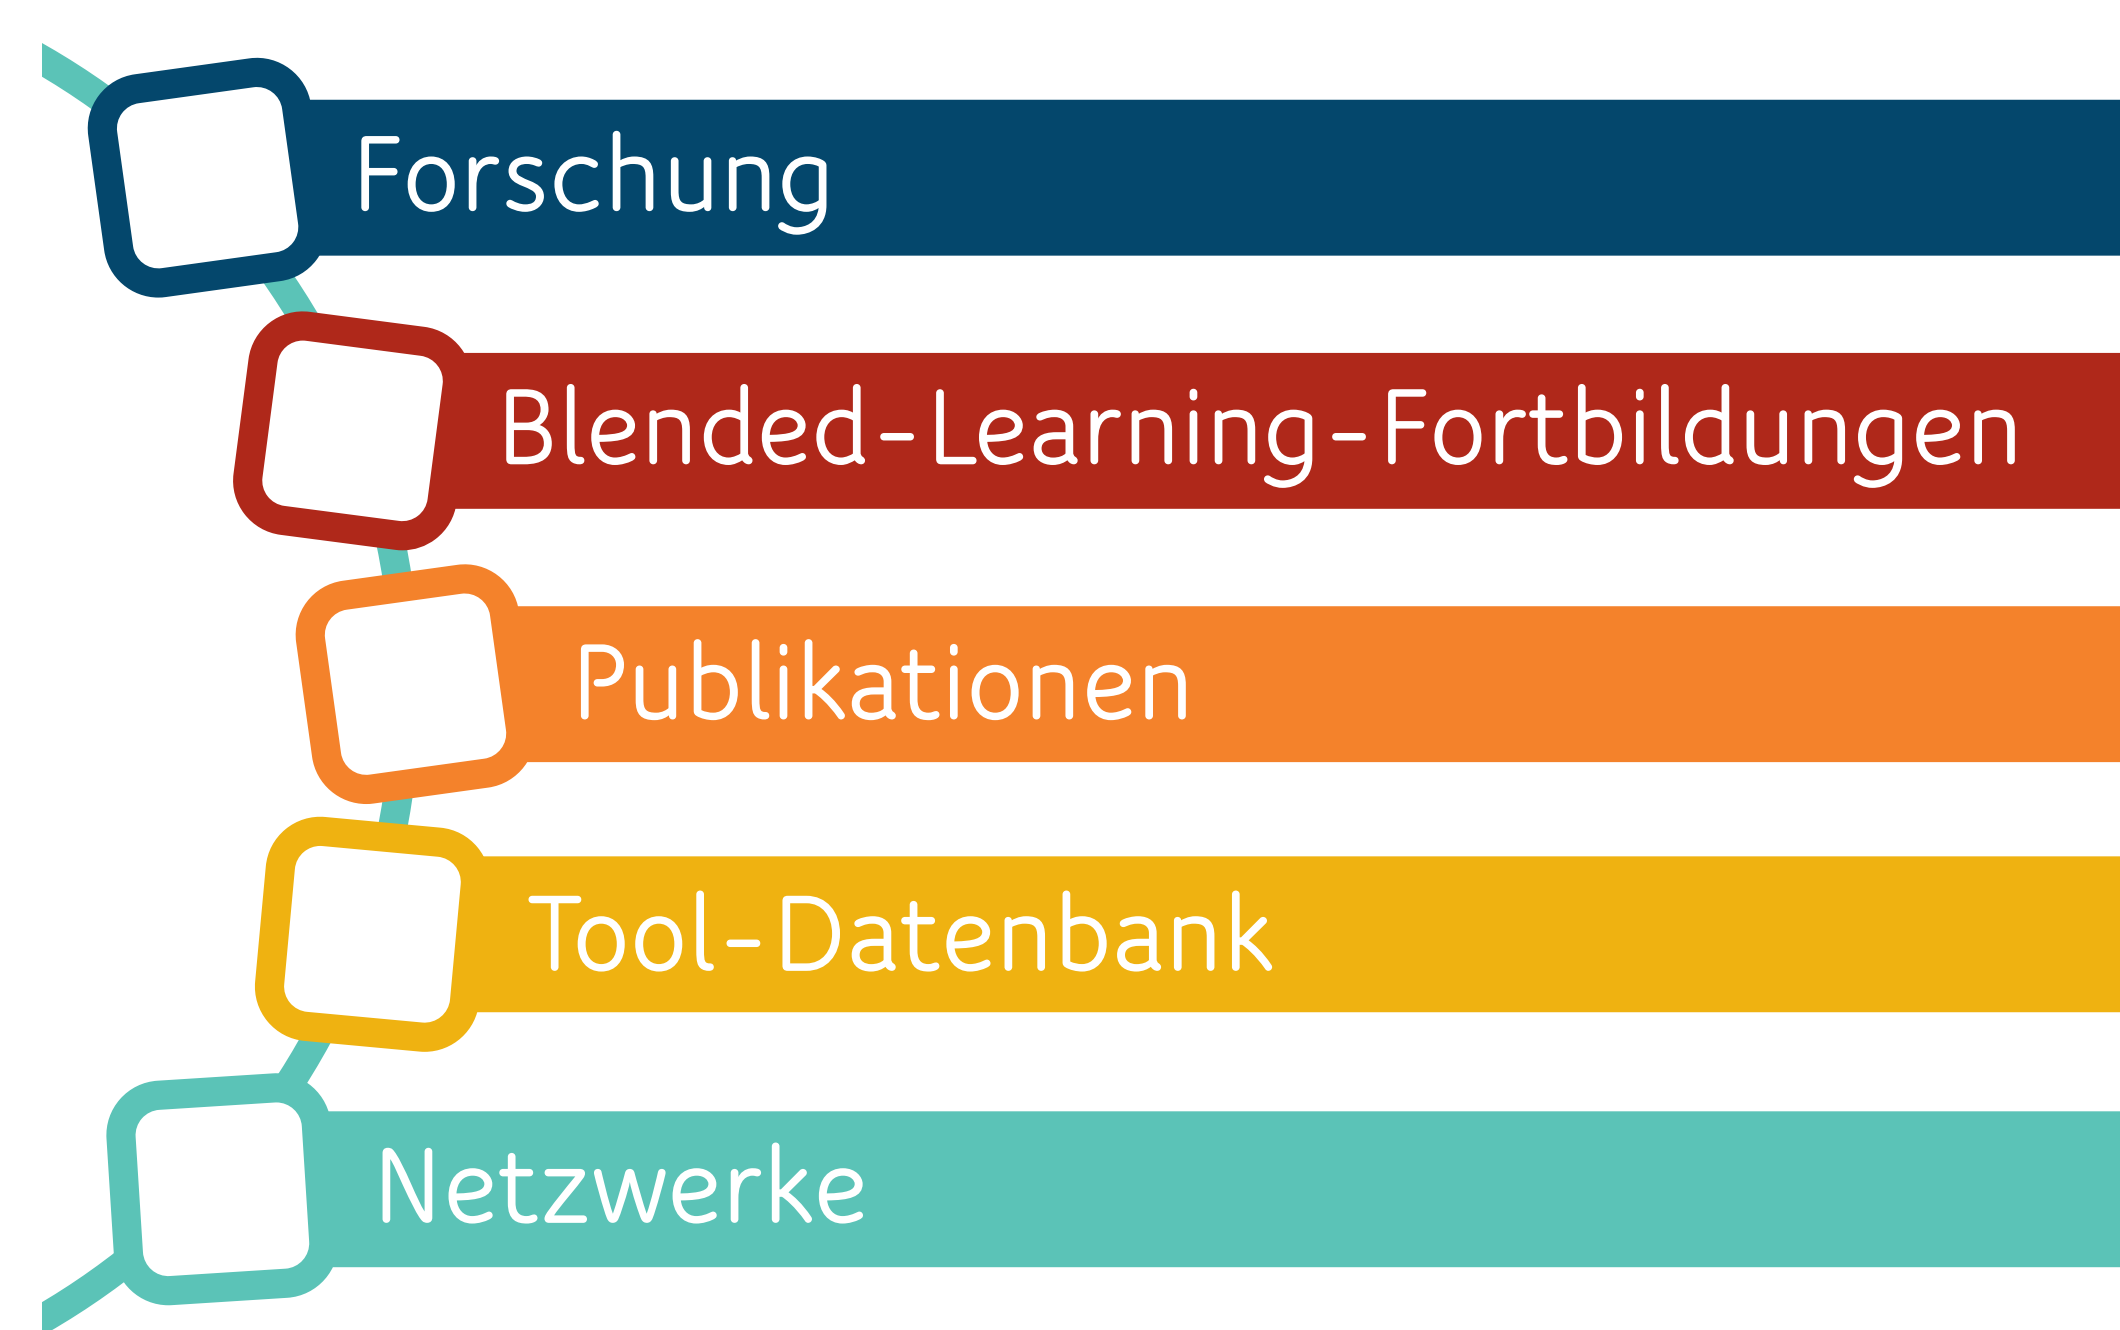 Forschung
Blended-Learning-Fortbildungen
Publikationen
Tool-Datenbank
Netzwerke